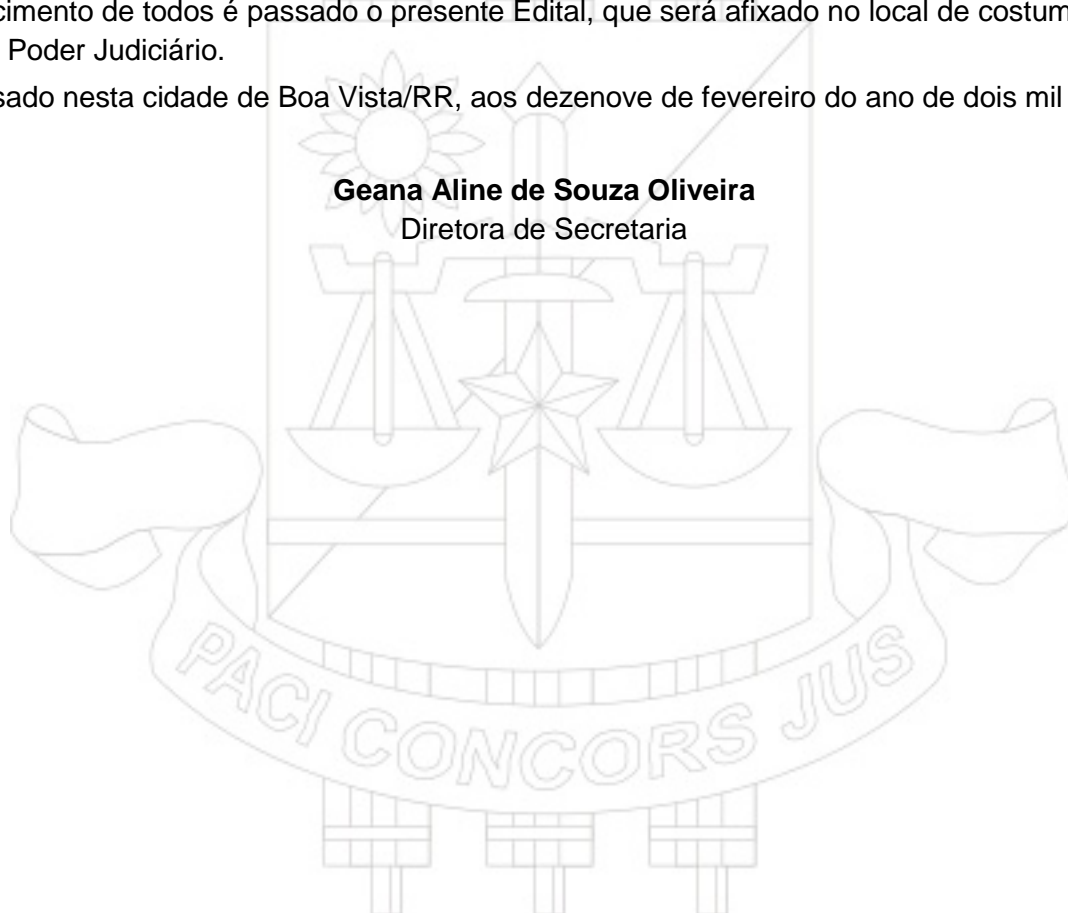 cimento de todos é passado o presente Edital, que será afixado no local de costum
Poder Judiciário.
sado nesta cidade de Boa Vista/RR, aos dezenove de fevereiro do ano de dois mil
Geana Aline de Souza Oliveira
Diretora de Secretaria
PACI CONCORS JUS